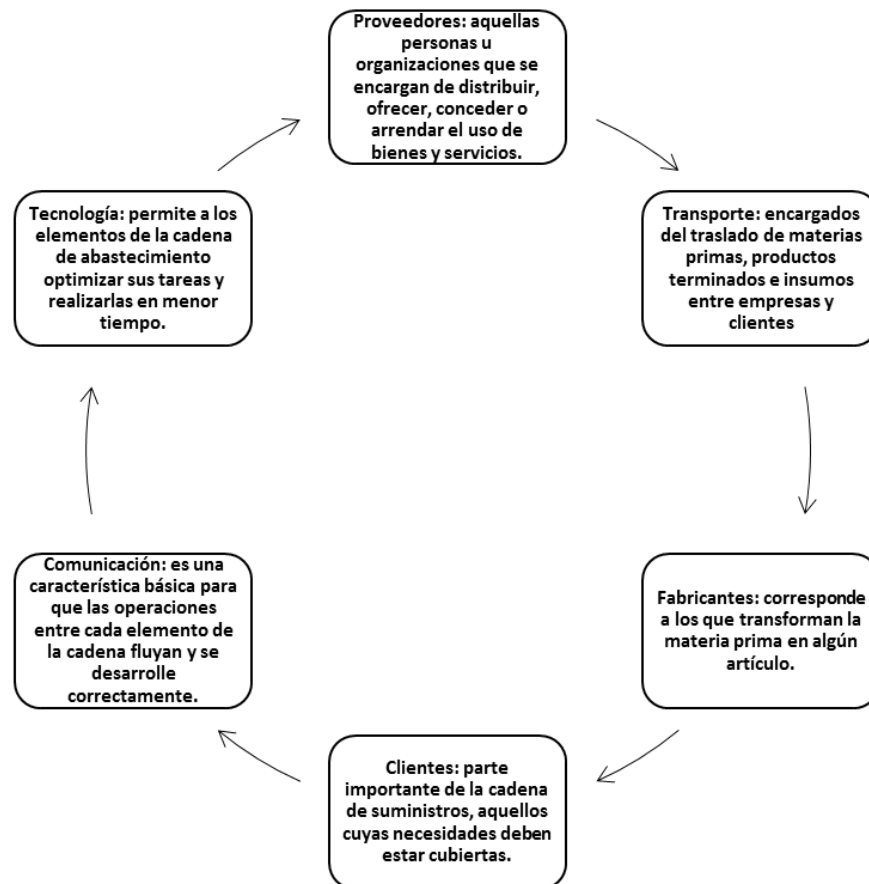 Proveedores: aquellas
personas u
organizaciones que se
encargan de distribuir,
ofrecer, conceder o
arrendar el uso de
bienes y servicios.
Transporte: encargados
del traslado de materias
primas, productos
terminados e insumos
entre empresas y
clientes
Fabricantes: corresponde
a los que transforman la
materia prima en algún
artículo.
Clientes: parte
importante de la cadena
de suministros, aquellos
cuyas necesidades deben
estar cubiertas.
Comunicación: es una
característica básica para
que las operaciones
entre cada elemento de
la cadena fluyan y se
desarrolle
correctamente.
Tecnología: permite a los
elementos de la cadena
de abastecimiento
optimizar sus tareas y
realizarlas en menor
tiempo.